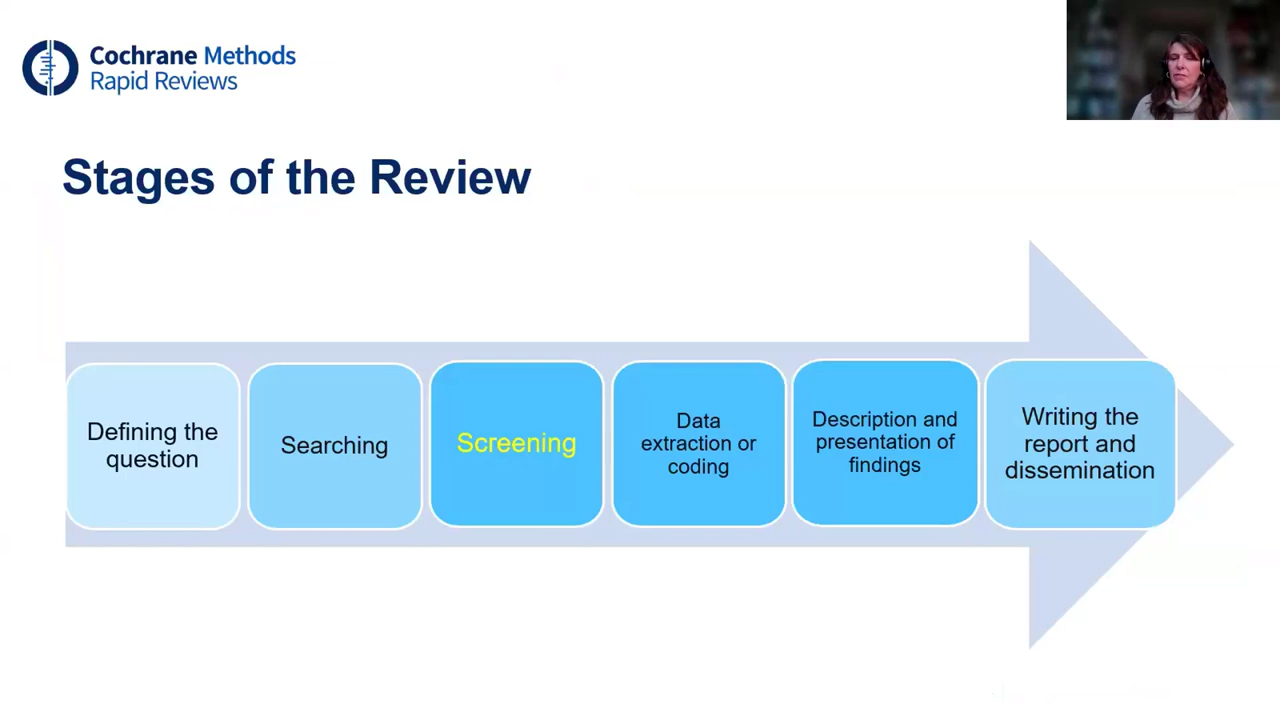 Cochrane Methods
Rapid Reviews
Stages of the Review
Defining the
question
Searching
Screening
Data
extraction or
coding
Description and
presentation of
findings
Writing the
report and
dissemination